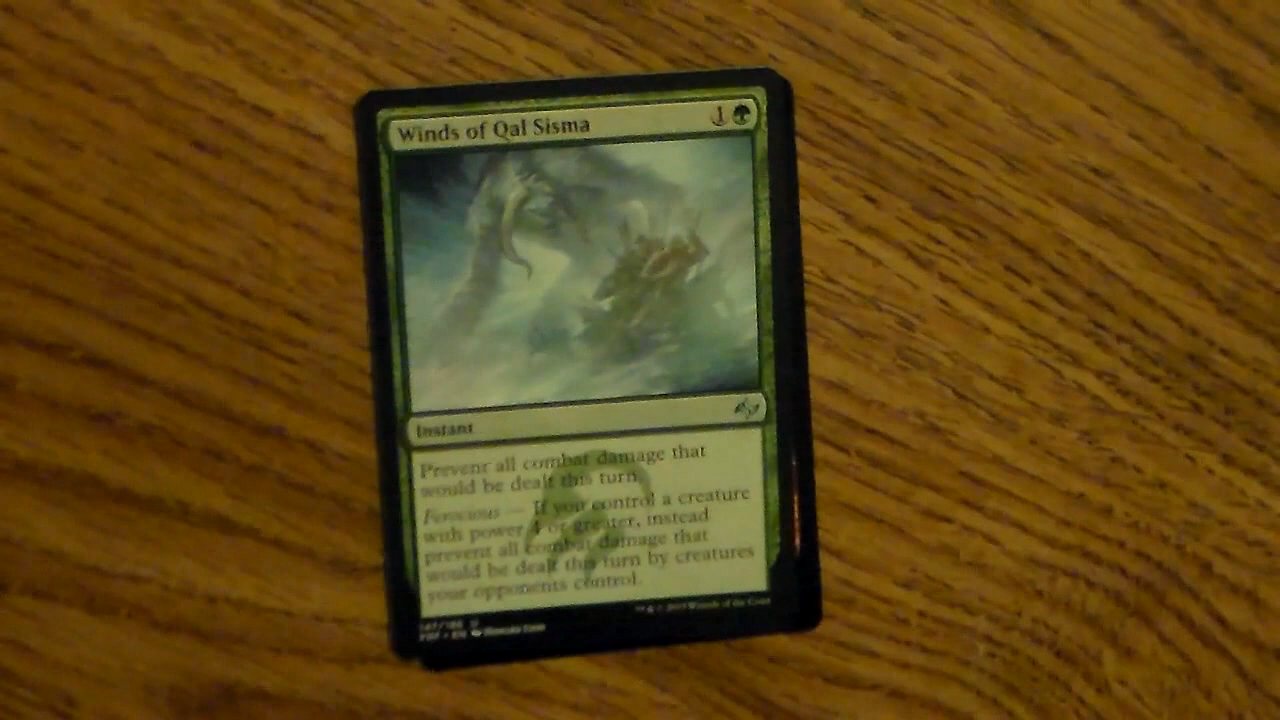 Winds of Qal Sisma 1
Instant
Prevent all combat damage that
would be dealt this turn.
Ferocious — If you control a creature
with power 4 or greater, instead
prevent all combat damage that
would be dealt this turn by creatures
your opponents control.